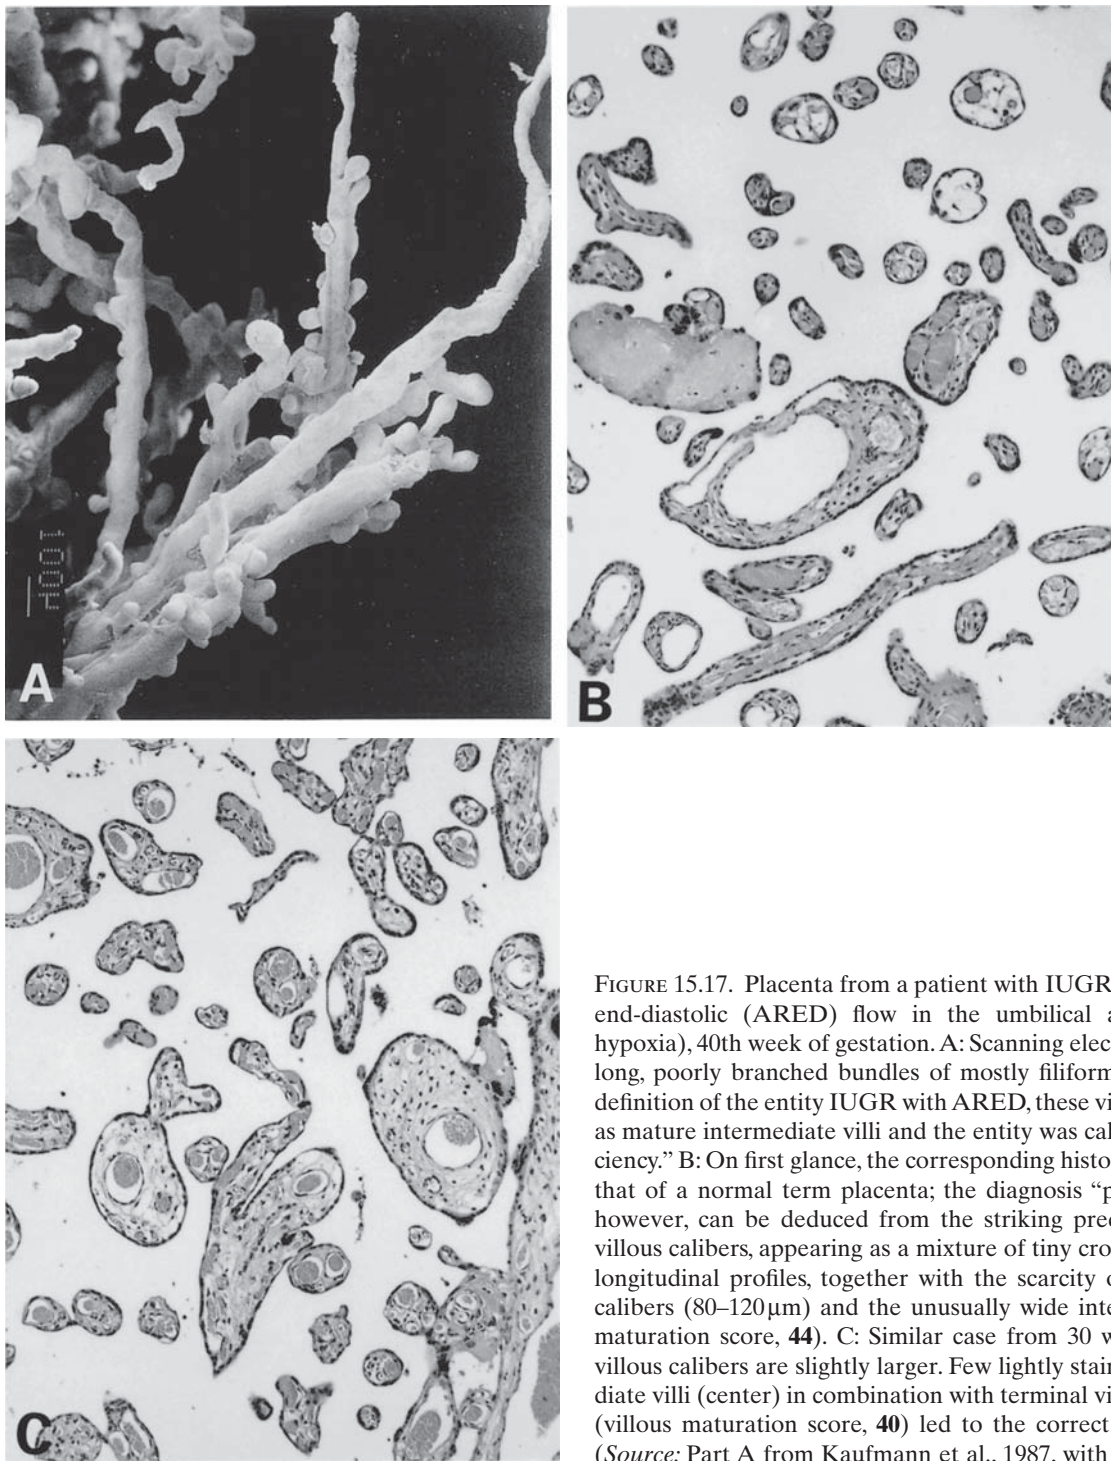 A
B
C
FIGURE 15.17. Placenta from a patient with IUGR
end-diastolic (ARED) flow in the umbilical a
hypoxia), 40th week of gestation. A: Scanning elec
long, poorly branched bundles of mostly filiform
definition of the entity IUGR with ARED, these vi
as mature intermediate villi and the entity was cal
ciency.” B: On first glance, the corresponding histo
that of a normal term placenta; the diagnosis “p
however, can be deduced from the striking pred
villous calibers, appearing as a mixture of tiny cro
longitudinal profiles, together with the scarcity o
calibers (80–120 μm) and the unusually wide inte
maturation score, 44). C: Similar case from 30 w
villous calibers are slightly larger. Few lightly stain
diate villi (center) in combination with terminal vi
(villous maturation score, 40) led to the correct
(Source: Part A from Kaufmann et al., 1987, with